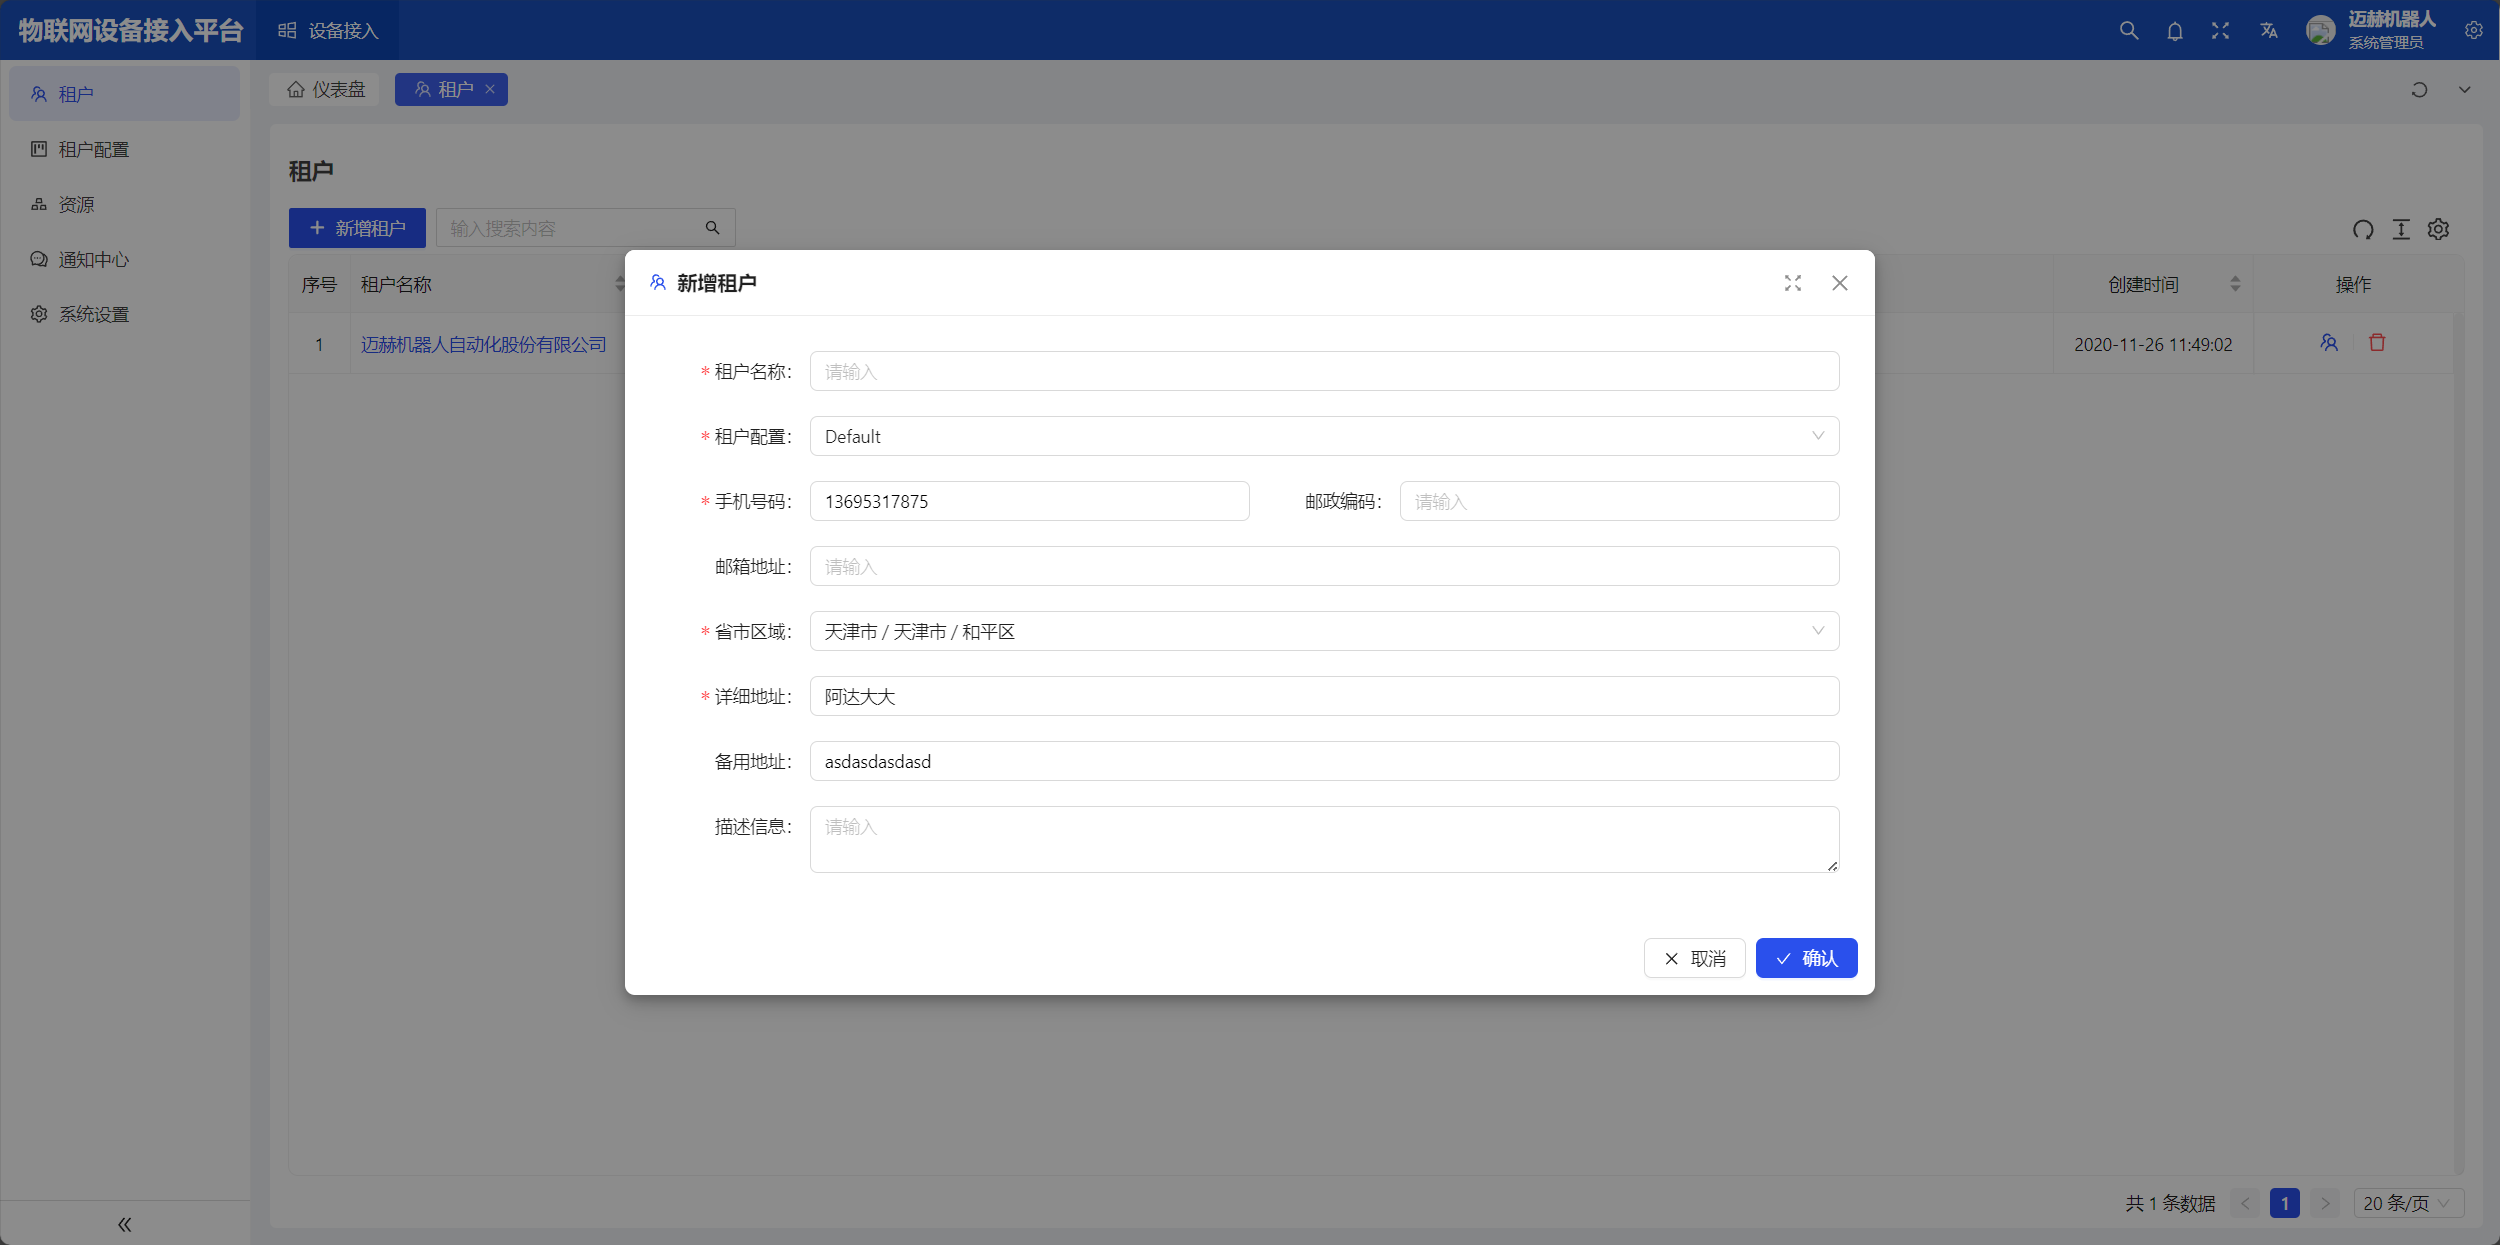 物联网设备接入平台
设备接入
迈赫机器人
系统管理员
租户
租户配置
资源
通知中心
系统设置
仪表盘
租户
租户
新增租户
输入搜索内容
序号
租户名称
创建时间
操作
1
迈赫机器人自动化股份有限公司
2020-11-26 11:49:02
新增租户
* 租户名称:
请输入
* 租户配置:
Default
* 手机号码:
13695317875
邮政编码:
请输入
邮箱地址:
请输入
* 省市区域:
天津市 / 天津市 / 和平区
* 详细地址:
阿达大大
备用地址:
asdasdasdasd
描述信息:
请输入
取消
确认
共 1 条数据
1
20 条/页